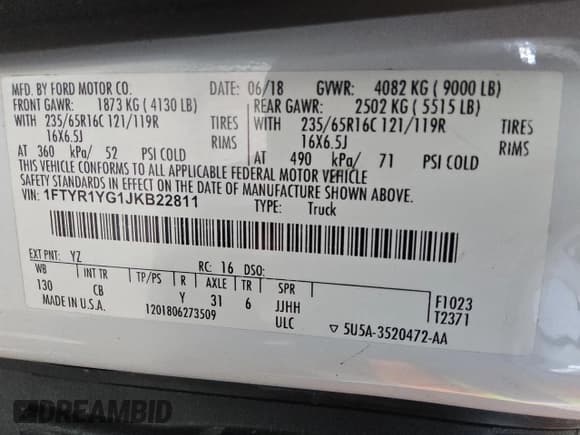 MFD. BY FORD MOTOR CO. DATE: 06/18 GVWR: 4082 KG ( 9000 LB)
FRONT GAWR: 1873 KG ( 4130 LB) REAR GAWR: 2502 KG ( 5515 LB)
WITH 235/65R16C 121/119R TIRES WITH 235/65R16C 121/119R TIRES
16X6.5J RIMS 16X6.5J RIMS
AT 360 kPa/ 52 PSI COLD AT 490 kPa/ 71 PSI COLD
THIS VEHICLE CONFORMS TO ALL APPLICABLE FEDERAL MOTOR VEHICLE
SAFETY STANDARDS IN EFFECT ON THE DATE OF MANUFACTURE SHOWN ABOVE.
VIN: 1FTYR1YG1JKB22811 TYPE: Truck
EXT PNT: YZ RC: 16 DSO:
WB INT TR TP/PS R AXLE TR SPR F1023
130 CB Y 31 6 JJHH T2371
MADE IN U.S.A. 1201806273509 ULC ▽ 5U5A-3520472-AA
DREAMBID